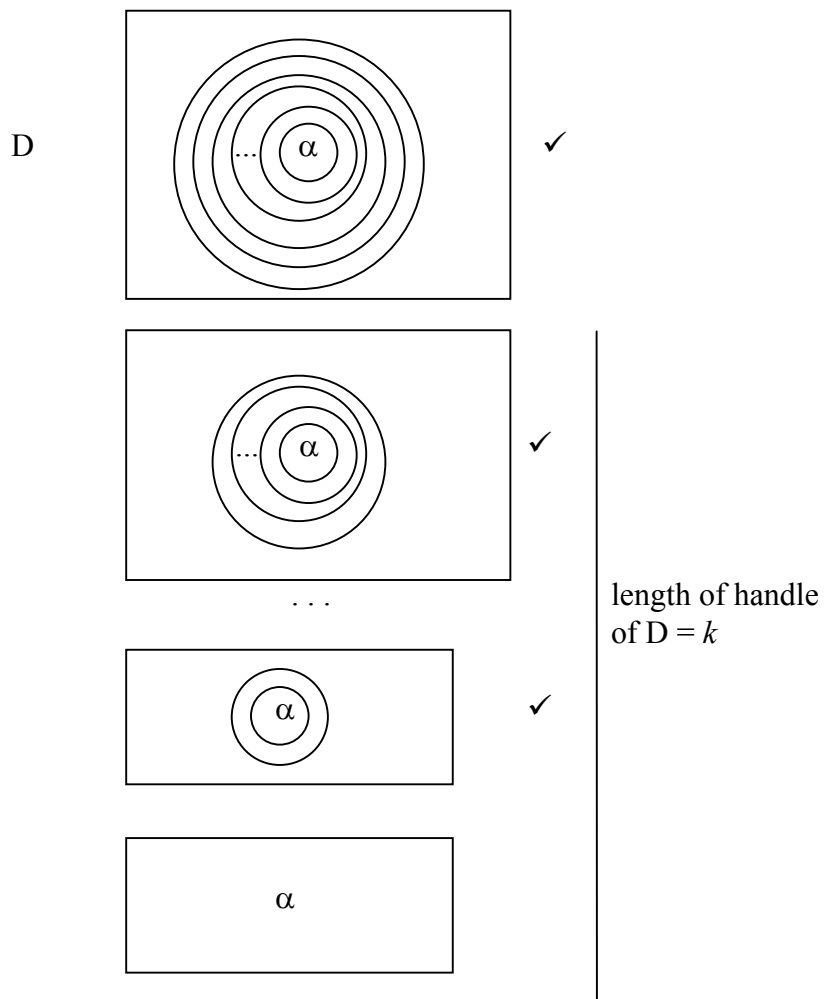 D
...
α
✓
...
α
✓
...
length of handle
of D = k
α
✓
α